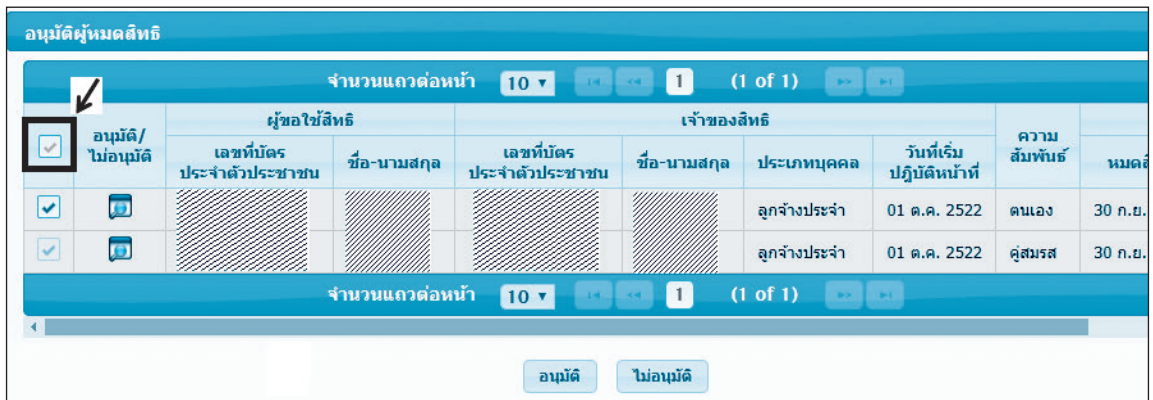 อนุมัติผู้หมดสิทธิ
จำนวนแถวต่อหน้า 10 1 (1 of 1)
อนุมัติ/ไม่อนุมัติ ผู้ขอใช้สิทธิ เจ้าของสิทธิ ความสัมพันธ์
เลขที่บัตรประจำตัวประชาชน ชื่อ-นามสกุล เลขที่บัตรประจำตัวประชาชน ชื่อ-นามสกุล ประเภทบุคคล วันที่เริ่มปฏิบัติหน้าที่
ลูกจ้างประจำ 01 ต.ค. 2522 ตนเอง 30 ก.ย.
ลูกจ้างประจำ 01 ต.ค. 2522 คู่สมรส 30 ก.ย.
จำนวนแถวต่อหน้า 10 1 (1 of 1)
อนุมัติ ไม่อนุมัติ